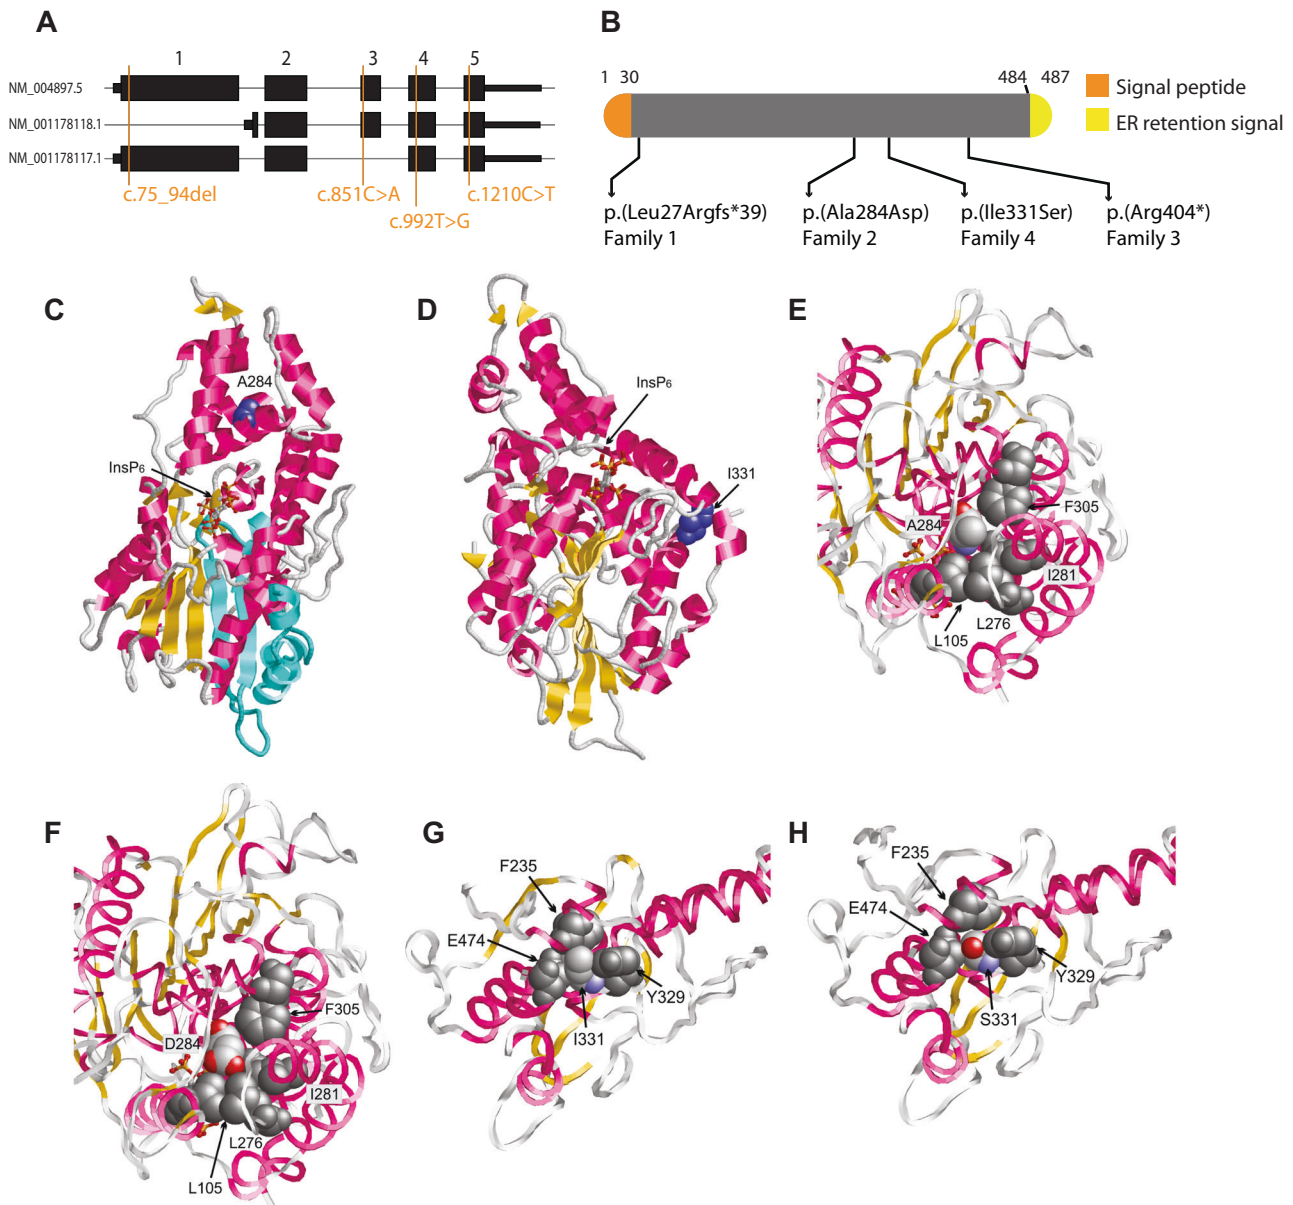 A
1 2 3 4 5
NM_004897.5
NM_001178118.1
NM_001178117.1
c.75_94del
c.851C>A
c.1210C>T
c.992T>G
B
1 30 484 487
Signal peptide
ER retention signal
p.(Leu27Argfs*39)
Family 1
p.(Ala284Asp)
Family 2
p.(Ile331Ser)
Family 4
p.(Arg404*)
Family 3
C
A284
InsP6
D
InsP6
I331
E
F305
A284
I281
L276
L105
F
F305
D284
I281
L276
L105
G
F235
E474
Y329
I331
H
F235
E474
Y329
S331